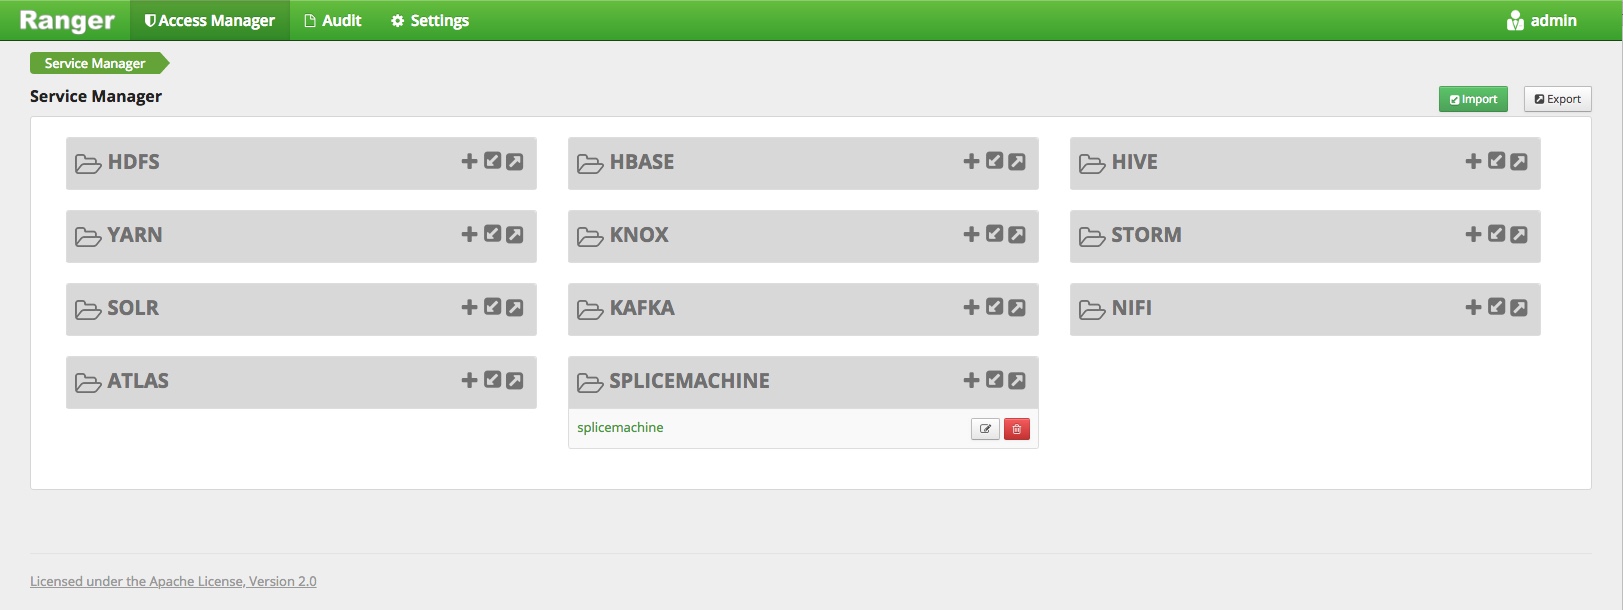 Ranger Access Manager Audit Settings admin
Service Manager
Service Manager
Import Export
HDFS HBASE HIVE
YARN KNOX STORM
SOLR KAFKA NIFI
ATLAS SPLICEMACHINE
splicemachine
Licensed under the Apache License, Version 2.0